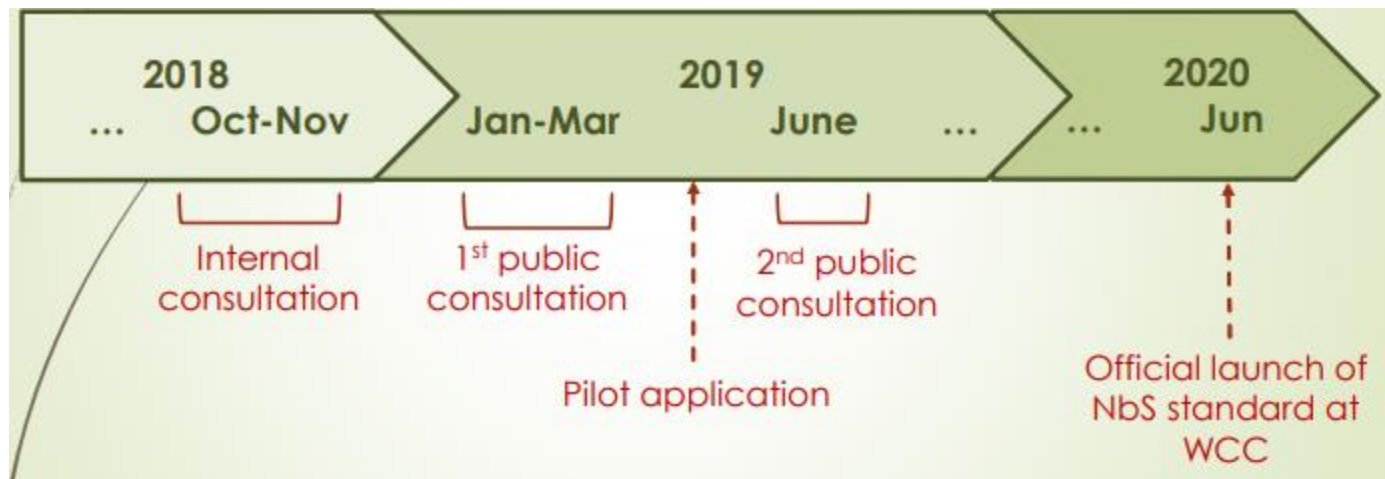 2018
... Oct-Nov
2019
Jan-Mar June ...
2020
... Jun
Internal
consultation
1st public
consultation
Pilot application
2nd public
consultation
Official launch of
NbS standard at
WCC